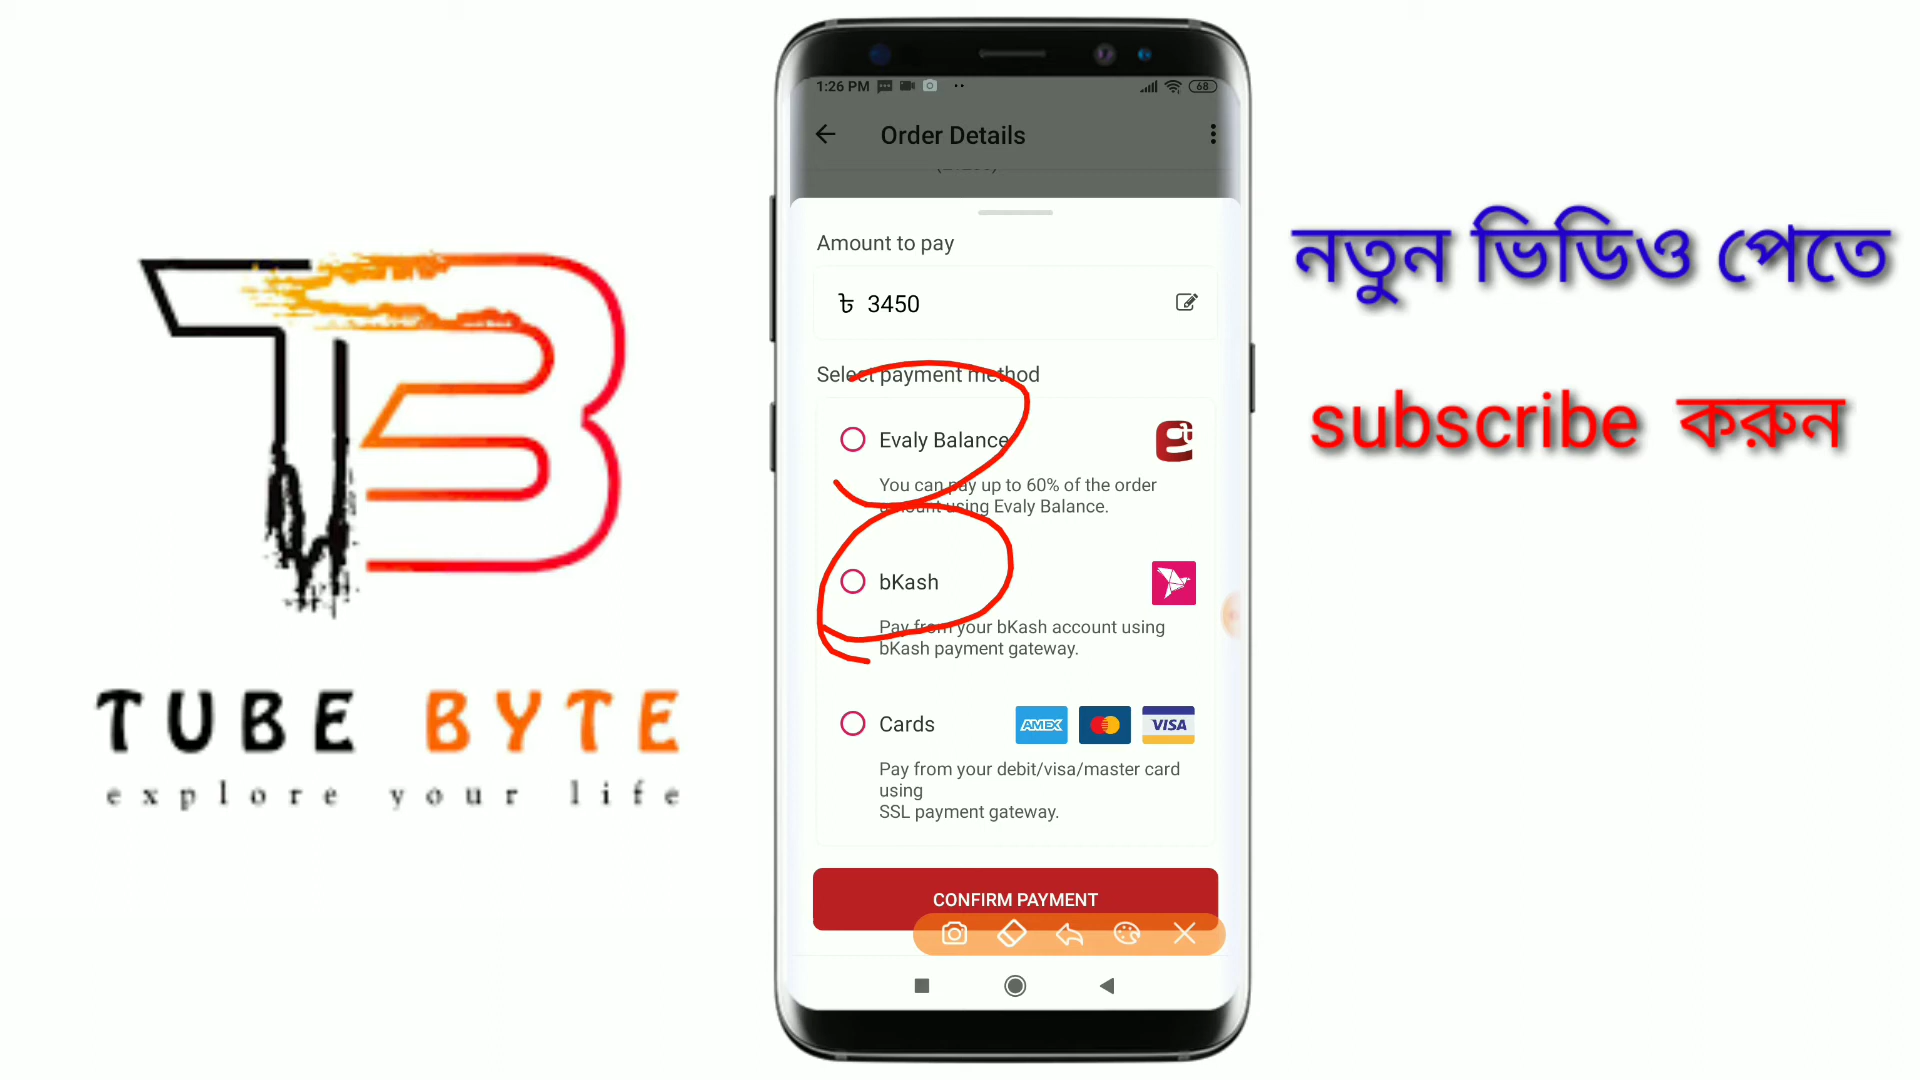 1:26 PM
68
Order Details
Amount to pay
৳ 3450
Select payment method
Evaly Balance
You can pay up to 60% of the order
amount using Evaly Balance.
bKash
Pay from your bKash account using
bKash payment gateway.
Cards
AMEX
VISA
Pay from your debit/visa/master card
using
SSL payment gateway.
CONFIRM PAYMENT
TB
TUBE BYTE
explore your life
নতুন ভিডিও পেতে
subscribe করুন